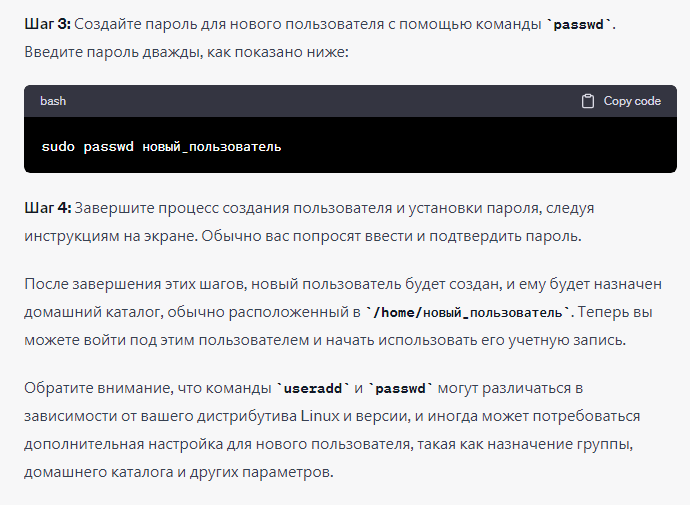 Шаг 3: Создайте пароль для нового пользователя с помощью команды `passwd`.
Введите пароль дважды, как показано ниже:
bash
Copy code
sudo passwd новый_пользователь
Шаг 4: Завершите процесс создания пользователя и установки пароля, следуя
инструкциям на экране. Обычно вас попросят ввести и подтвердить пароль.
После завершения этих шагов, новый пользователь будет создан, и ему будет назначен
домашний каталог, обычно расположенный в `/home/новый_пользователь`. Теперь вы
можете войти под этим пользователем и начать использовать его учетную запись.
Обратите внимание, что команды `useradd` и `passwd` могут различаться в
зависимости от вашего дистрибутива Linux и версии, и иногда может потребоваться
дополнительная настройка для нового пользователя, такая как назначение группы,
домашнего каталога и других параметров.